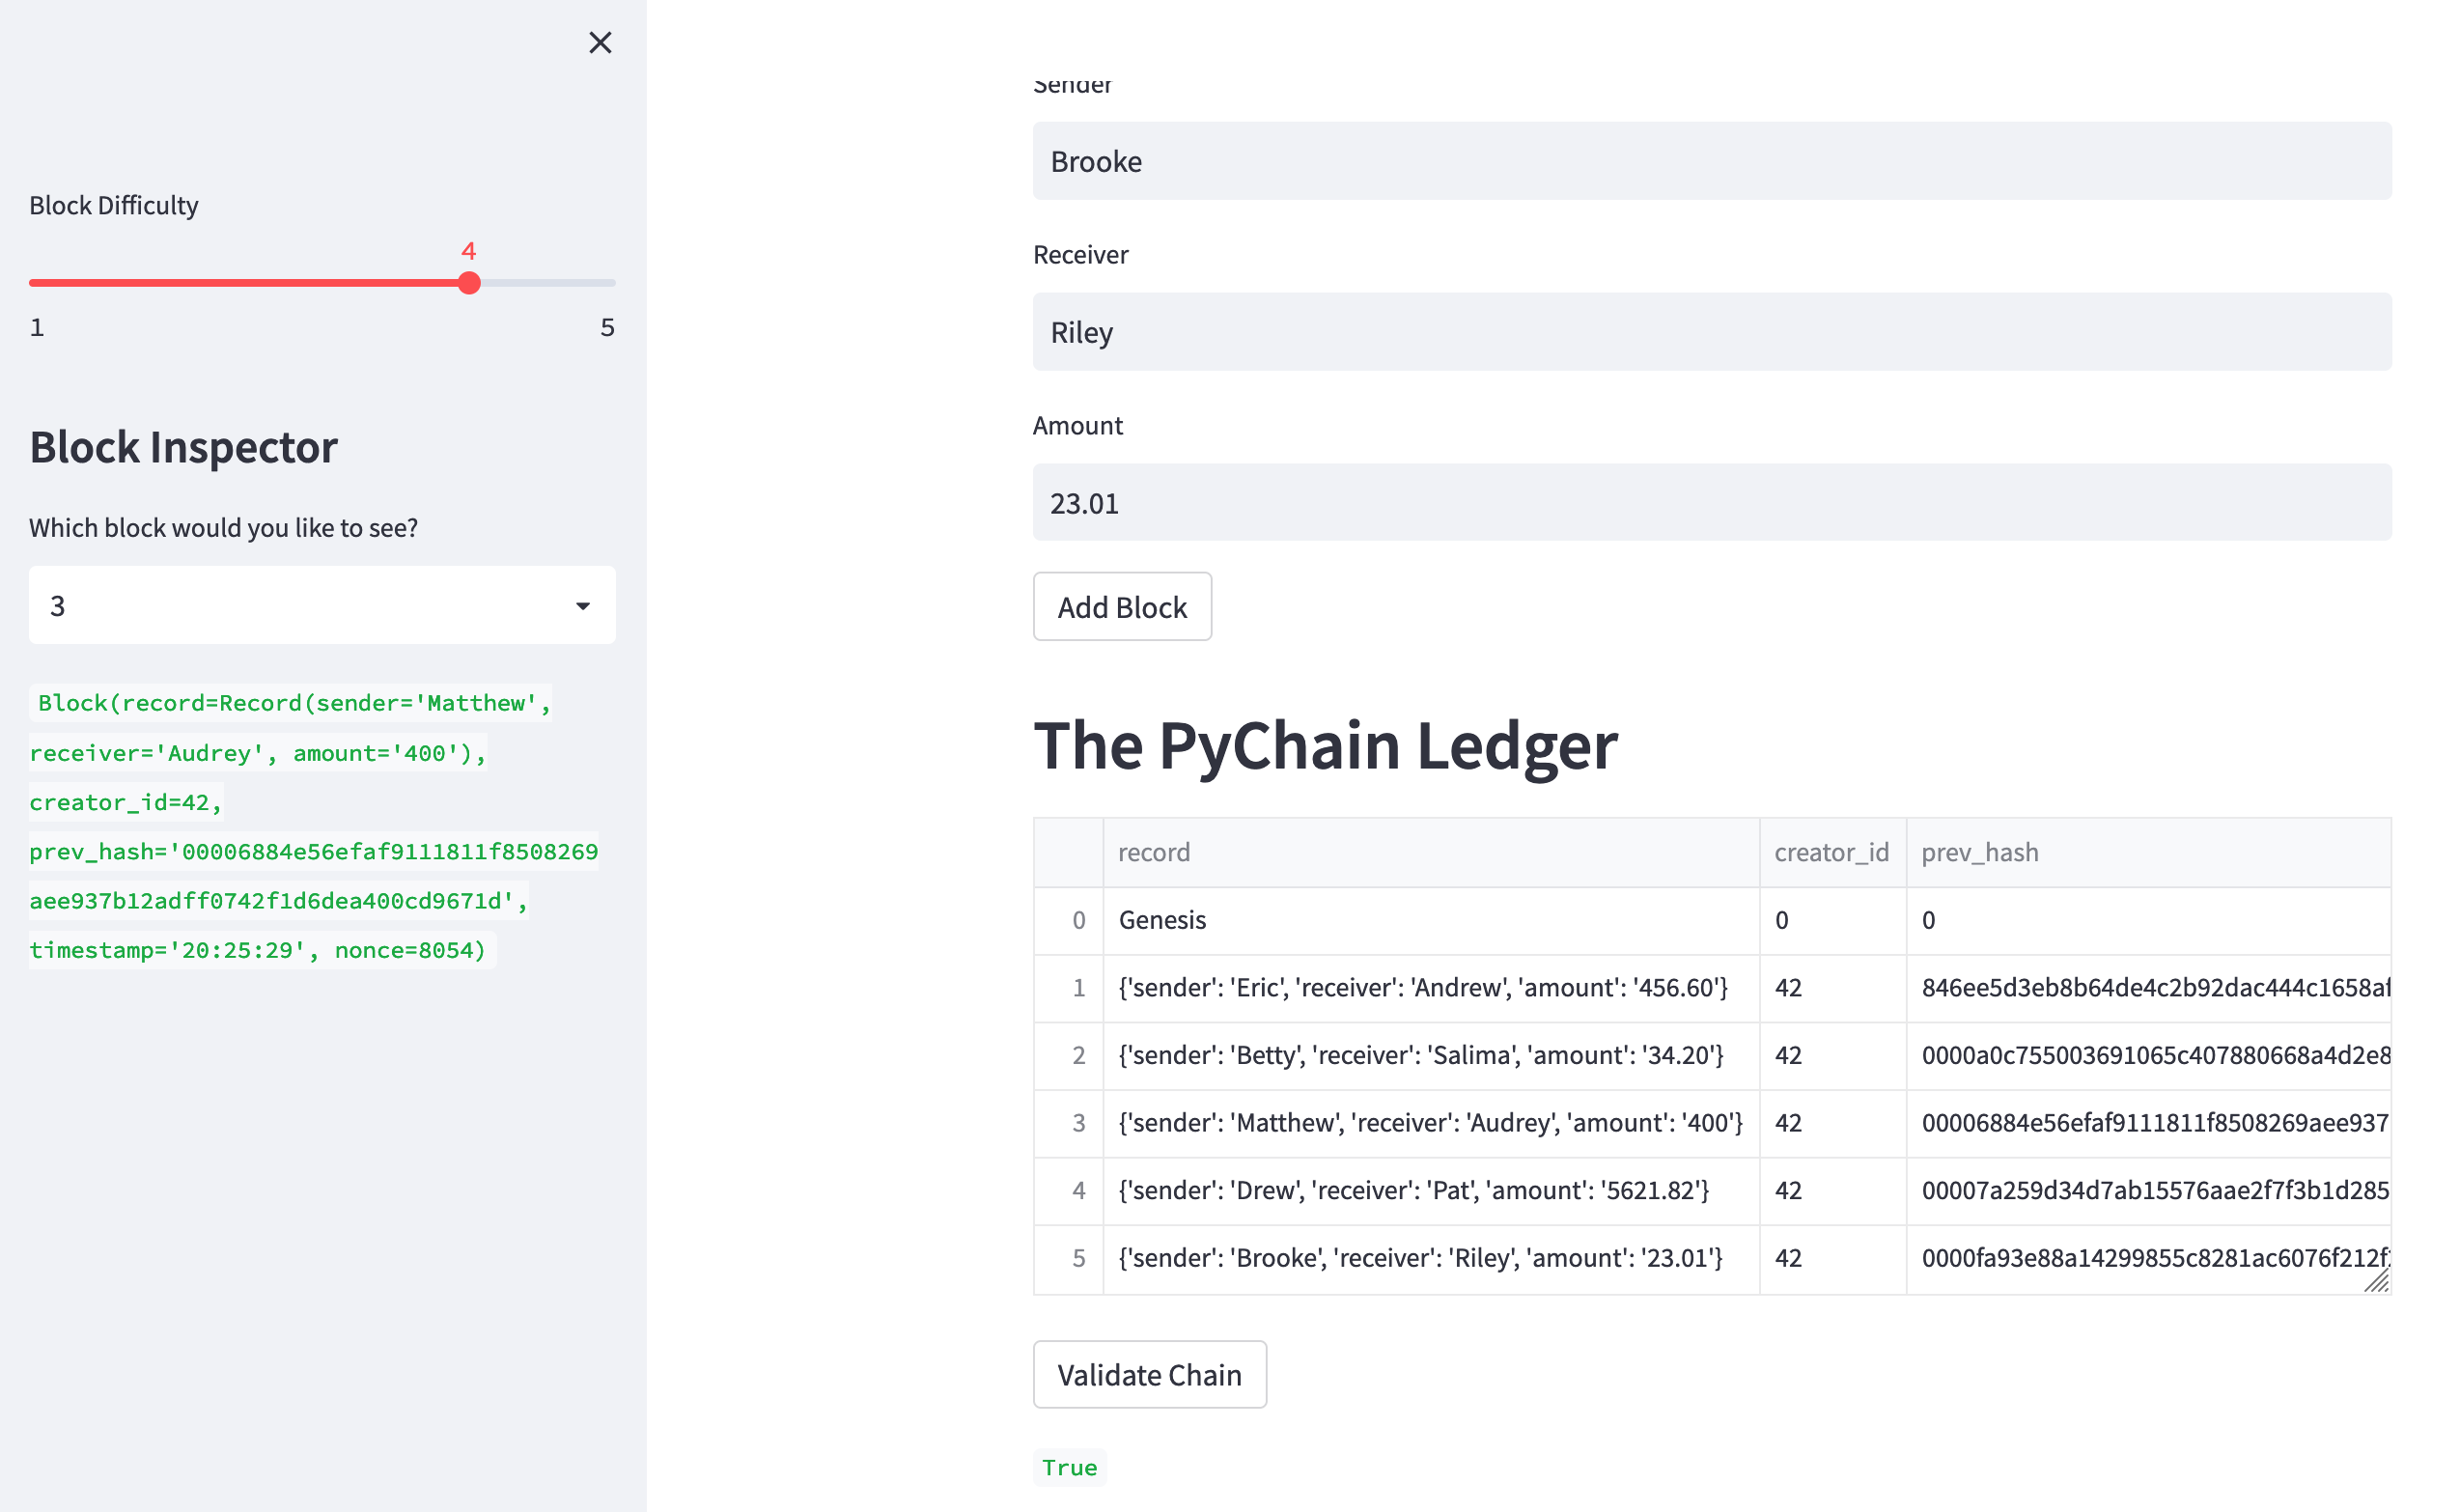 Block Difficulty
4
1
5
Block Inspector
Which block would you like to see?
3
Block(record=Record(sender='Matthew',
receiver='Audrey', amount='400'),
creator_id=42,
prev_hash='00006884e56efaf9111811f8508269
aee937b12adff0742f1d6dea400cd9671d',
timestamp='20:25:29', nonce=8054)
Sender
Brooke
Receiver
Riley
Amount
23.01
Add Block
The PyChain Ledger
record creator_id prev_hash
0 Genesis 0 0
1 {'sender': 'Eric', 'receiver': 'Andrew', 'amount': '456.60'} 42 846ee5d3eb8b64de4c2b92dac444c1658af
2 {'sender': 'Betty', 'receiver': 'Salima', 'amount': '34.20'} 42 0000a0c755003691065c407880668a4d2e8
3 {'sender': 'Matthew', 'receiver': 'Audrey', 'amount': '400'} 42 00006884e56efaf9111811f8508269aee937
4 {'sender': 'Drew', 'receiver': 'Pat', 'amount': '5621.82'} 42 00007a259d34d7ab15576aae2f7f3b1d285
5 {'sender': 'Brooke', 'receiver': 'Riley', 'amount': '23.01'} 42 0000fa93e88a14299855c8281ac6076f212f
Validate Chain
True